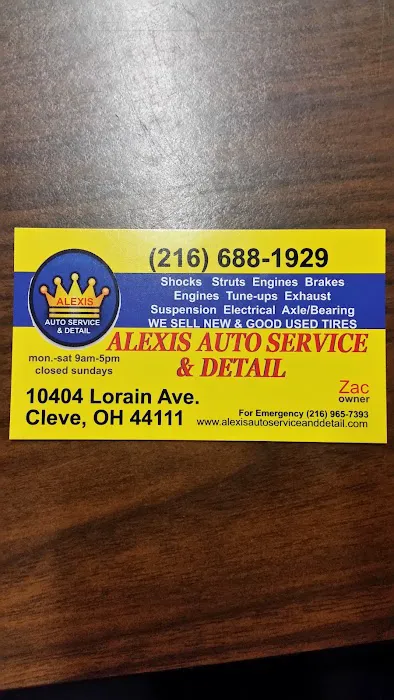 (216) 688-1929
Shocks Struts Engines Brakes
Engines Tune-ups Exhaust
Suspension Electrical Axle/Bearing
WE SELL NEW & GOOD USED TIRES
ALEXIS
AUTO SERVICE
& DETAIL
ALEXIS AUTO SERVICE
& DETAIL
mon.-sat 9am-5pm
closed sundays
10404 Lorain Ave.
Cleve, OH 44111
Zac
owner
For Emergency (216) 965-7393
www.alexisautoserviceanddetail.com